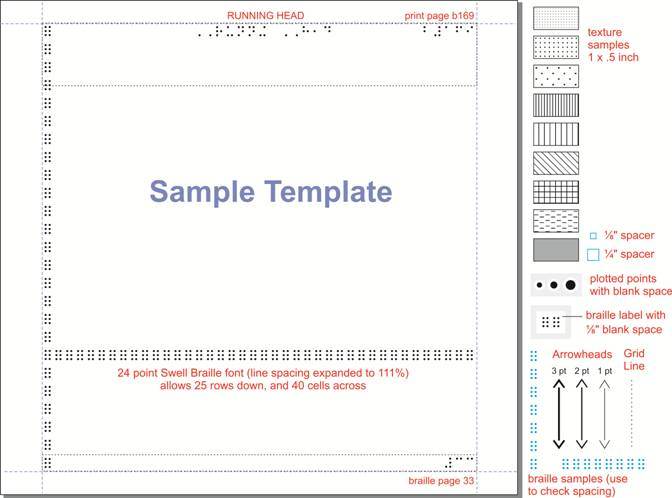 RUNNING HEAD
print page b169
Sample Template
24 point Swell Braille font (line spacing expanded to 111%)
allows 25 rows down, and 40 cells across
braille page 33
texture
samples
1 x .5 inch
⅛" spacer
¼" spacer
plotted points
with blank space
braille label with
⅛" blank space
Arrowheads
Grid
Line
3 pt 2 pt 1 pt
braille samples (use
to check spacing)